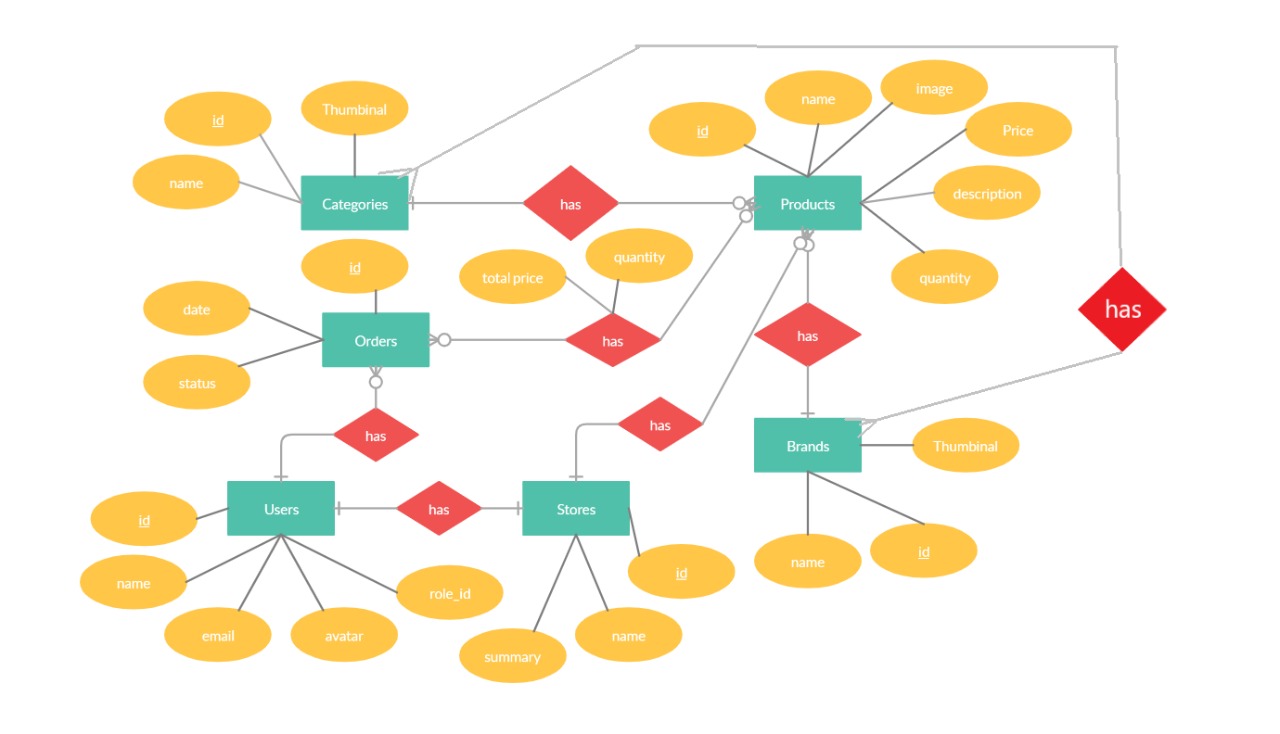 Thumbinal
id
name
Categories
has
id
name
image
Price
description
quantity
Products
has
id
date
status
Orders
total price
quantity
has
has
has
has
Brands
Thumbinal
name
id
Users
has
Stores
id
name
email
avatar
role_id
id
name
summary